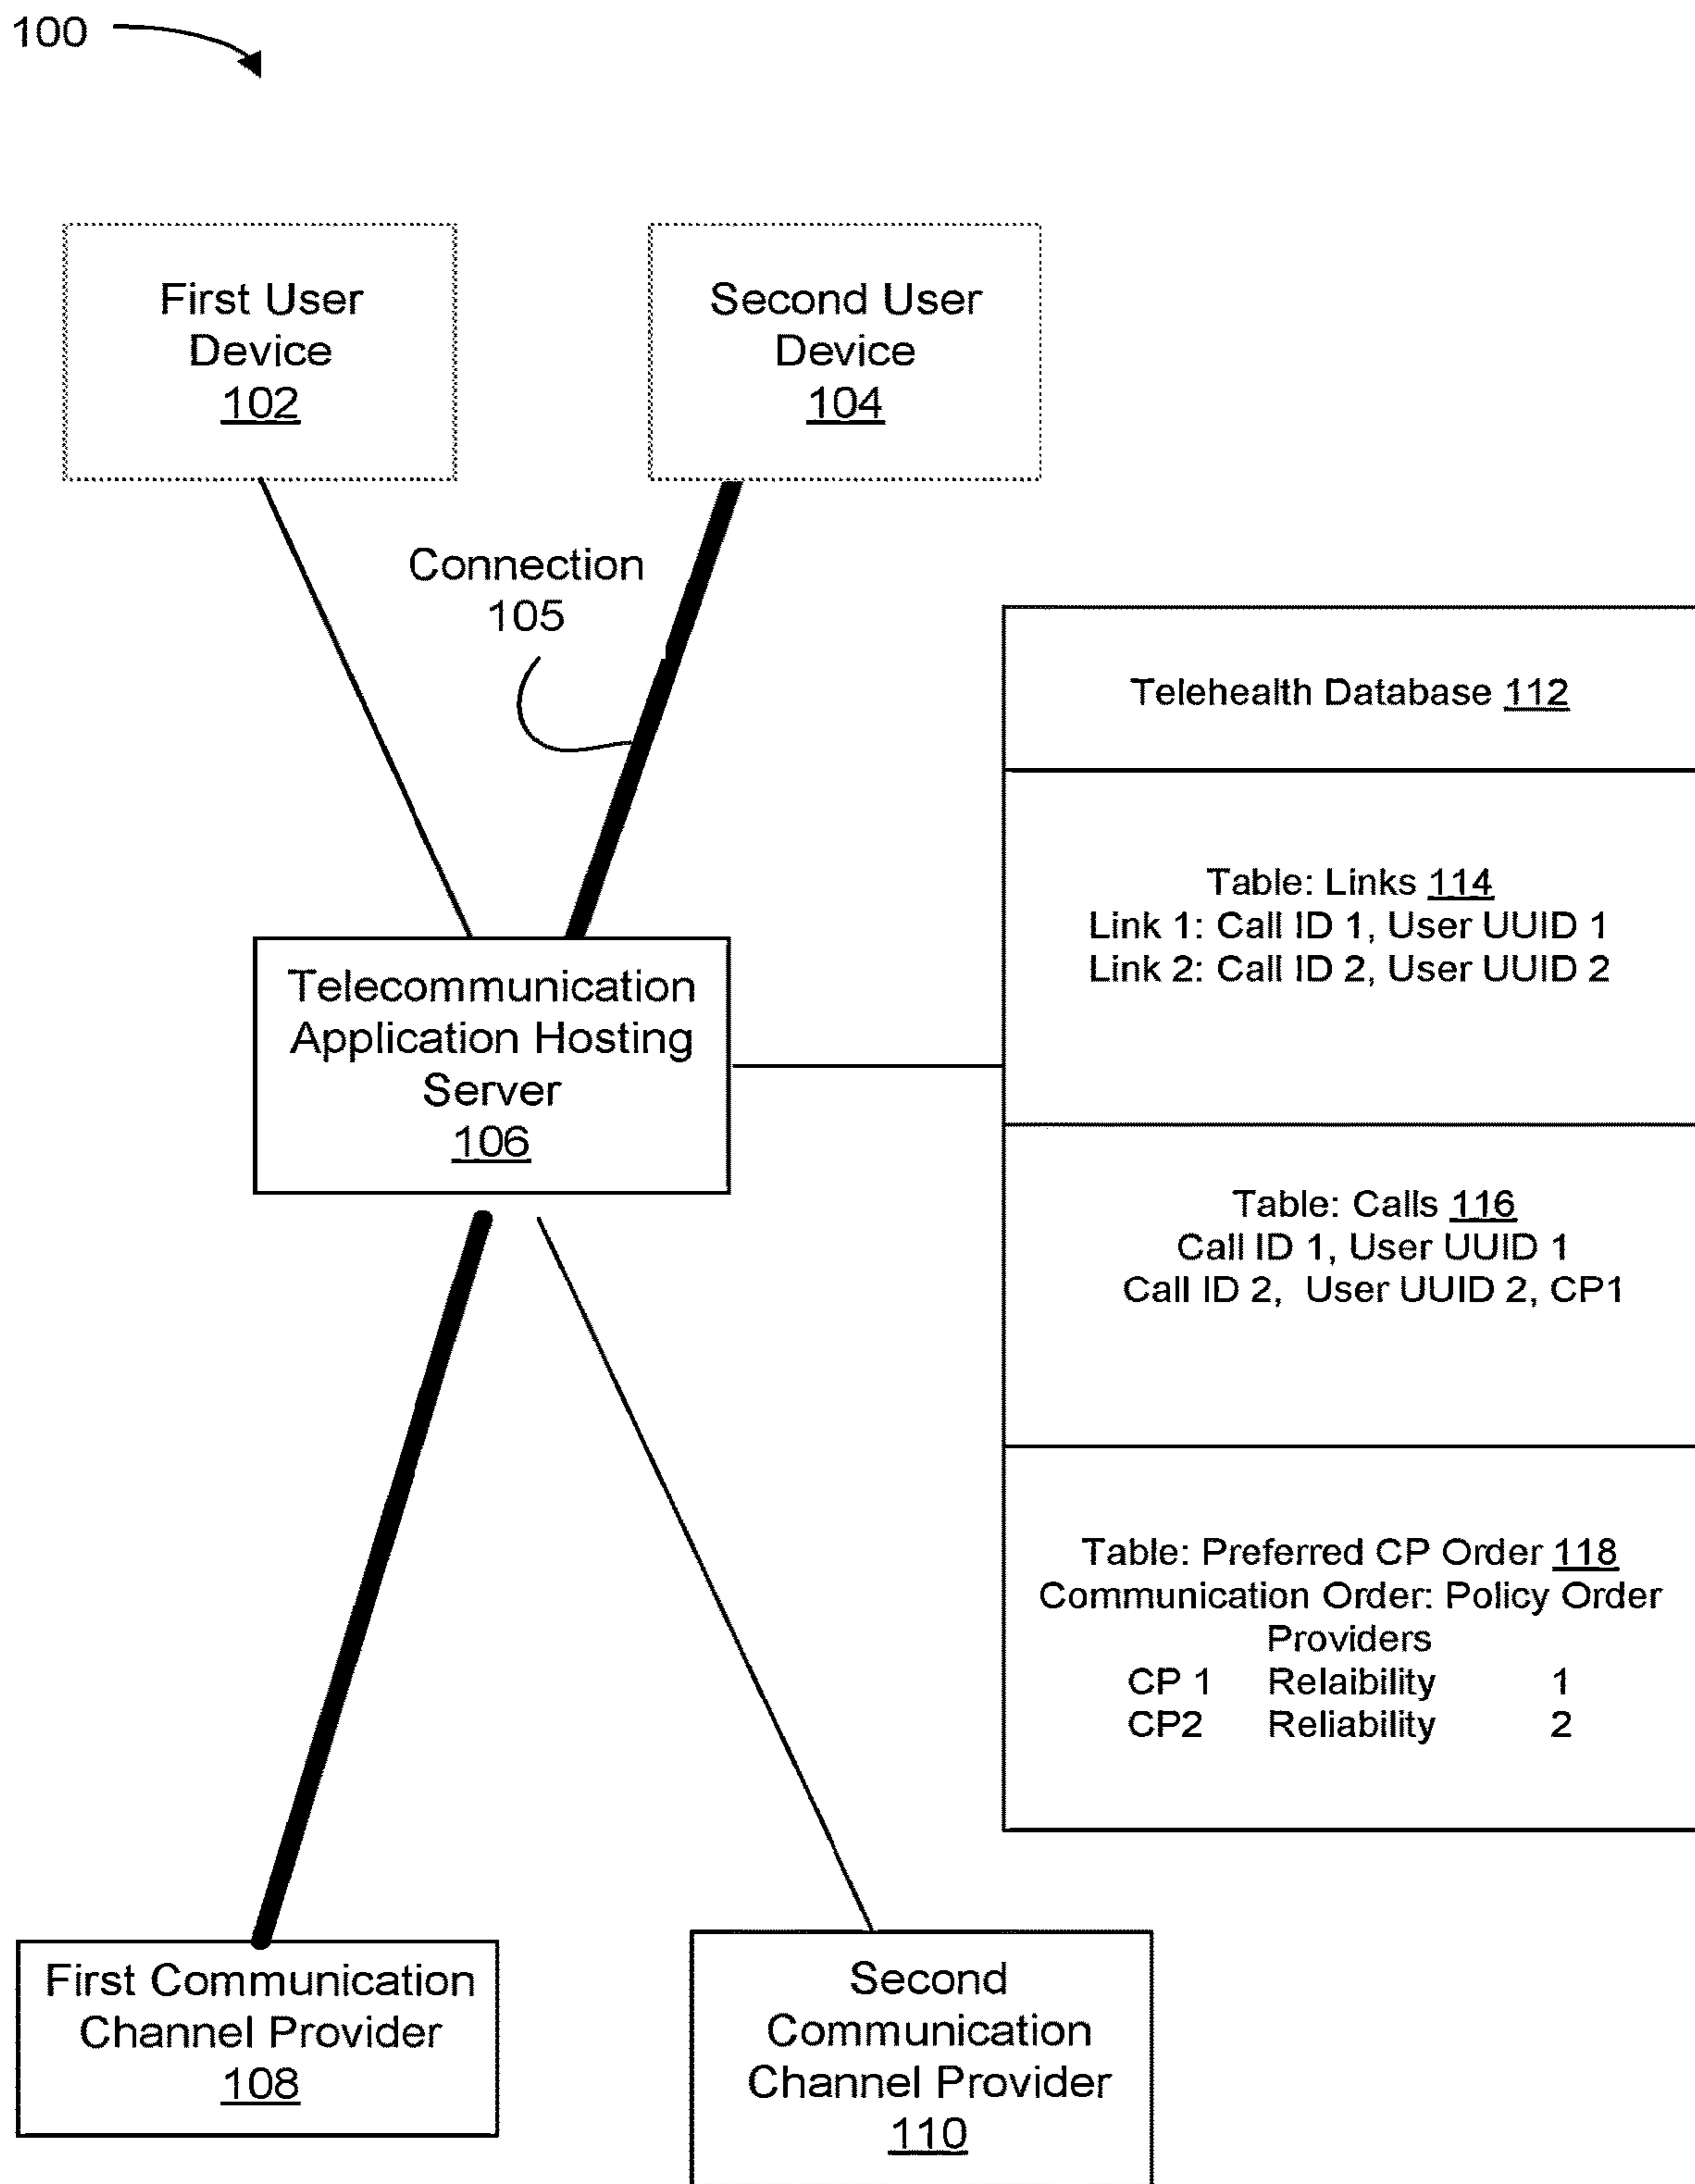 100
First User
Device
102
Second User
Device
104
Connection
105
Telecommunication
Application Hosting
Server
106
Telehealth Database 112
Table: Links 114
Link 1: Call ID 1, User UUID 1
Link 2: Call ID 2, User UUID 2
Table: Calls 116
Call ID 1, User UUID 1
Call ID 2, User UUID 2, CP1
Table: Preferred CP Order 118
Communication Order: Policy Order
Providers
CP 1 Relaibility 1
CP2 Reliability 2
First Communication
Channel Provider
108
Second
Communication
Channel Provider
110